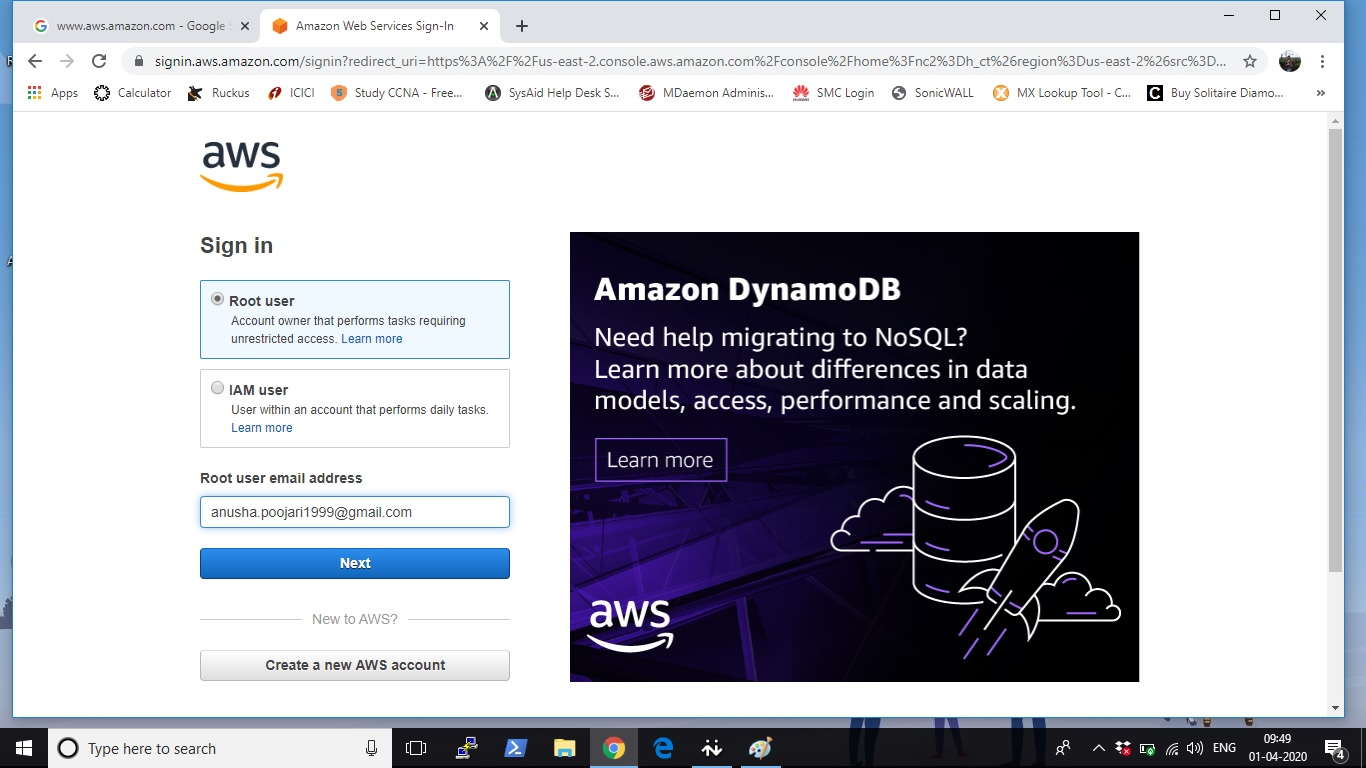 www.aws.amazon.com - Google
Amazon Web Services Sign-In
signin.aws.amazon.com/signin?redirect_uri=https%3A%2F%2Fus-east-2.console.aws.amazon.com%2Fconsole%2Fhome%3Fnc2%3Dh_ct%26region%3Dus-east-2%26src%3D...
Apps Calculator Ruckus ICICI Study CCNA - Free... SysAid Help Desk S... MDaemon Adminis... SMC Login SonicWALL MX Lookup Tool - C... Buy Solitaire Diamo... »
aws
Sign in
Root user
Account owner that performs tasks requiring
unrestricted access. Learn more
IAM user
User within an account that performs daily tasks.
Learn more
Root user email address
anusha.poojari1999@gmail.com
Next
New to AWS?
Create a new AWS account
Amazon DynamoDB
Need help migrating to NoSQL?
Learn more about differences in data
models, access, performance and scaling.
Learn more
aws
Type here to search
ENG
09:49
01-04-2020
4